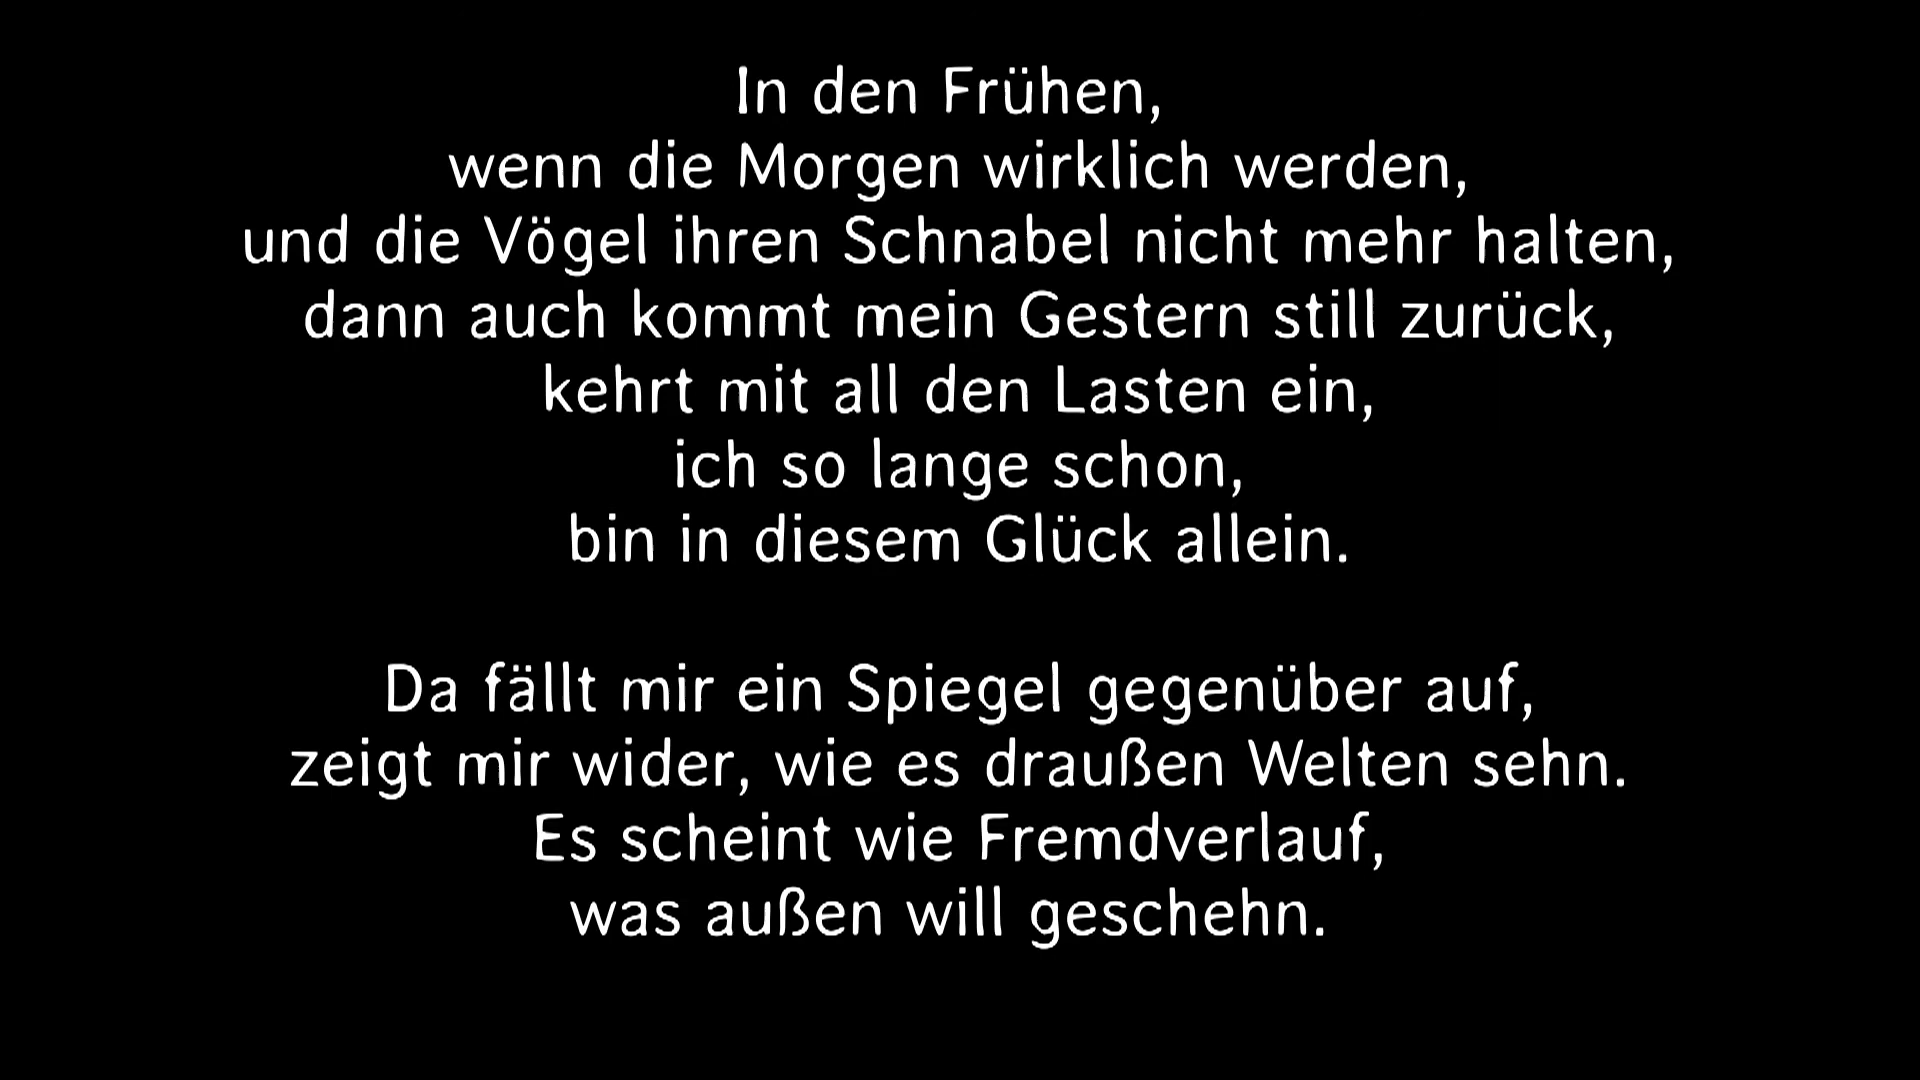 In den Frühen,
wenn die Morgen wirklich werden,
und die Vögel ihren Schnabel nicht mehr halten,
dann auch kommt mein Gestern still zurück,
kehrt mit all den Lasten ein,
ich so lange schon,
bin in diesem Glück allein.
Da fällt mir ein Spiegel gegenüber auf,
zeigt mir wider, wie es draußen Welten sehn.
Es scheint wie Fremdverlauf,
was außen will geschehn.